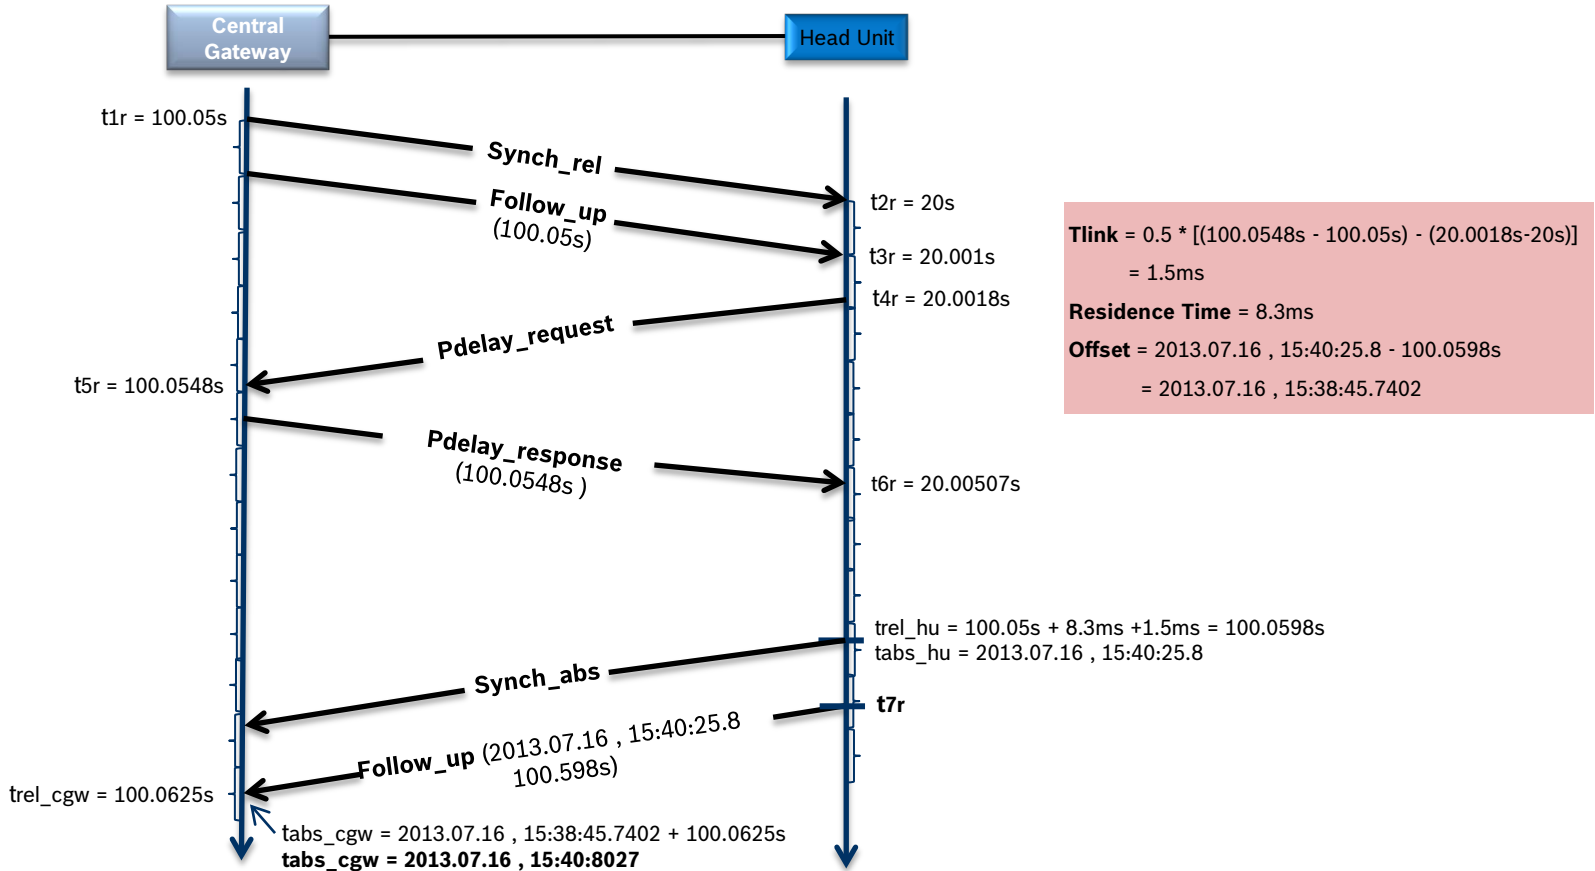 Central
Gateway
Head Unit
t1r = 100.05s
Synch_rel
t2r = 20s
Follow_up
(100.05s)
t3r = 20.001s
t4r = 20.0018s
Pdelay_request
t5r = 100.0548s
Pdelay_response
(100.0548s )
t6r = 20.00507s
Tlink = 0.5 * [(100.0548s - 100.05s) - (20.0018s-20s)]
= 1.5ms
Residence Time = 8.3ms
Offset = 2013.07.16 , 15:40:25.8 - 100.0598s
= 2013.07.16 , 15:38:45.7402
trel_hu = 100.05s + 8.3ms +1.5ms = 100.0598s
tabs_hu = 2013.07.16 , 15:40:25.8
Synch_abs
t7r
Follow_up (2013.07.16 , 15:40:25.8
100.598s)
trel_cgw = 100.0625s
tabs_cgw = 2013.07.16 , 15:38:45.7402 + 100.0625s
tabs_cgw = 2013.07.16 , 15:40:8027